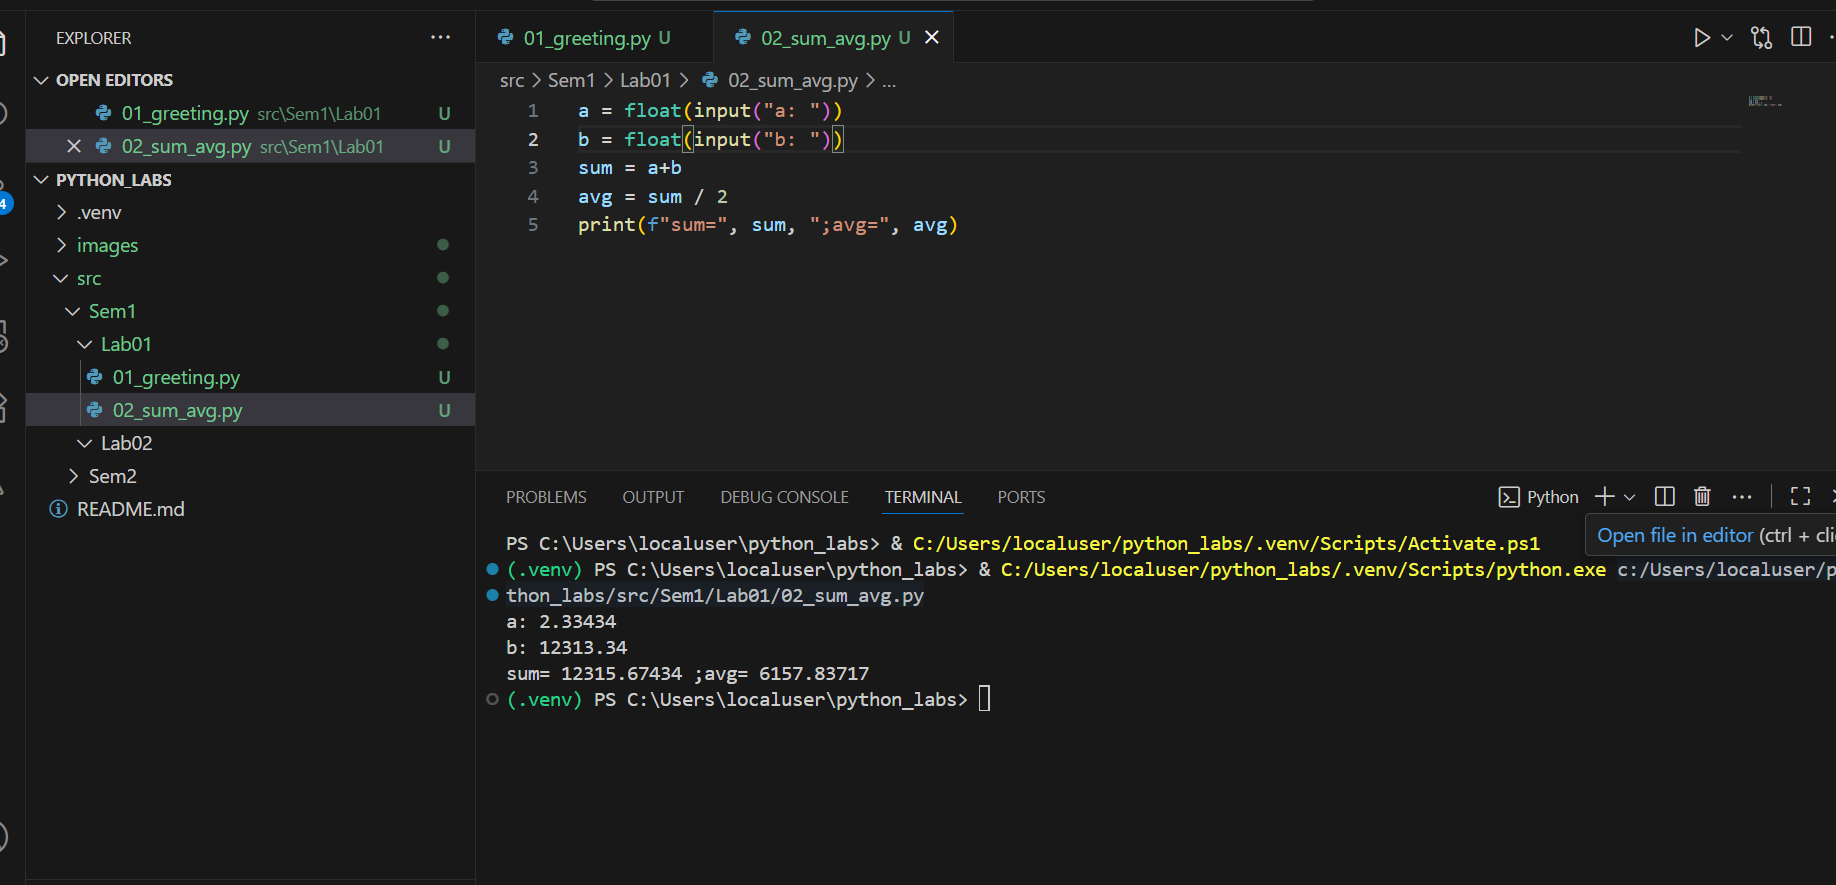 EXPLORER
OPEN EDITORS
01_greeting.py src\Sem1\Lab01 U
02_sum_avg.py src\Sem1\Lab01 U
PYTHON_LABS
.venv
images
src
Sem1
Lab01
01_greeting.py U
02_sum_avg.py U
Lab02
Sem2
README.md
4
01_greeting.py U
02_sum_avg.py U
src > Sem1 > Lab01 > 02_sum_avg.py > ...
1 a = float(input("a: "))
2 b = float(input("b: "))
3 sum = a+b
4 avg = sum / 2
5 print(f"sum=", sum, ";avg=", avg)
PROBLEMS OUTPUT DEBUG CONSOLE TERMINAL PORTS
Python
Open file in editor (ctrl + cli
PS C:\Users\localuser\python_labs> & C:/Users/localuser/python_labs/.venv/Scripts/Activate.ps1
(.venv) PS C:\Users\localuser\python_labs> & C:/Users/localuser/python_labs/.venv/Scripts/python.exe c:/Users/localuser/p
thon_labs/src/Sem1/Lab01/02_sum_avg.py
a: 2.33434
b: 12313.34
sum= 12315.67434 ;avg= 6157.83717
(.venv) PS C:\Users\localuser\python_labs>